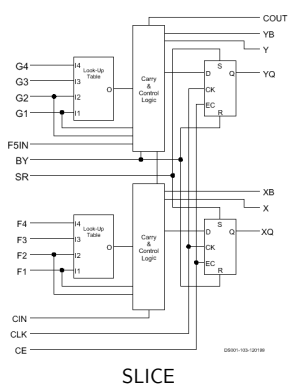 COUT
YB
Y
G4
I4
Look-Up
Table
Carry
&
Control
Logic
S
G3
I3
O
D
Q
YQ
G2
I2
CK
G1
I1
EC
R
F5IN
BY
SR
XB
X
F4
I4
Look-Up
Table
Carry
&
Control
Logic
S
F3
I3
O
D
Q
XQ
F2
I2
CK
F1
I1
EC
R
CIN
CLK
CE
DS001-103-120199
SLICE